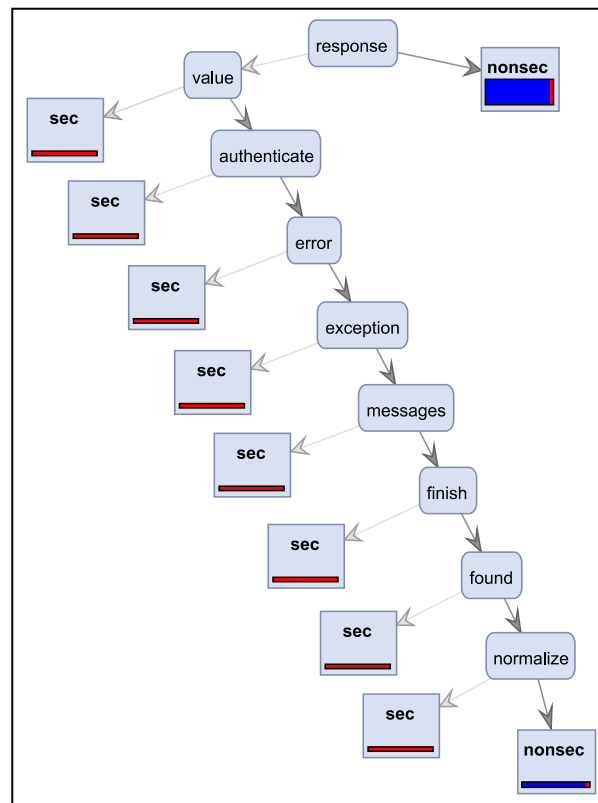 response
value
nonsec
sec
authenticate
sec
error
sec
exception
sec
messages
sec
finish
sec
found
sec
normalize
sec
nonsec